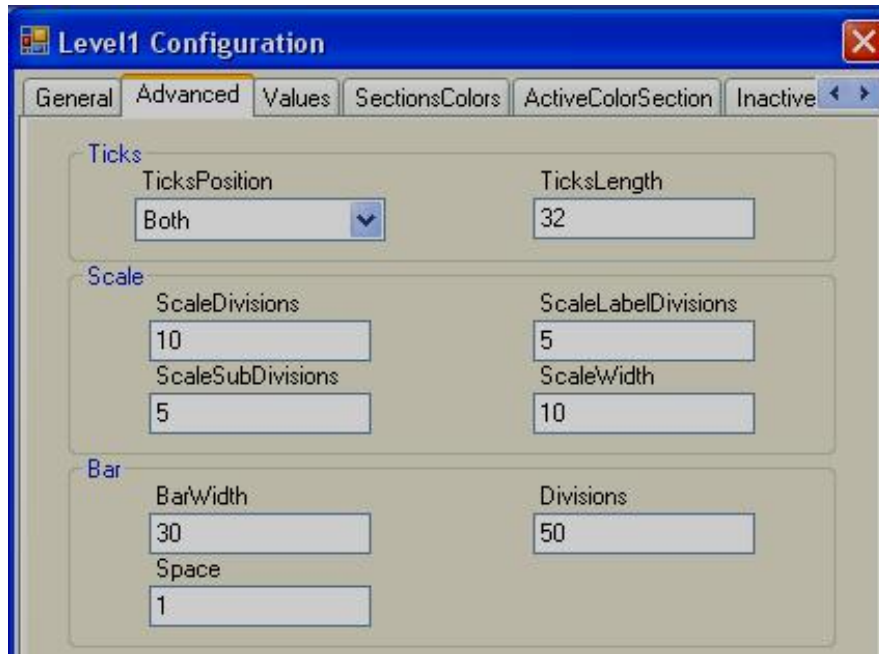 Level1 Configuration
General Advanced Values SectionsColors ActiveColorSection Inactive
Ticks
TicksPosition TicksLength
Both 32
Scale
ScaleDivisions ScaleLabelDivisions
10 5
ScaleSubDivisions ScaleWidth
5 10
Bar
BarWidth Divisions
30 50
Space
1